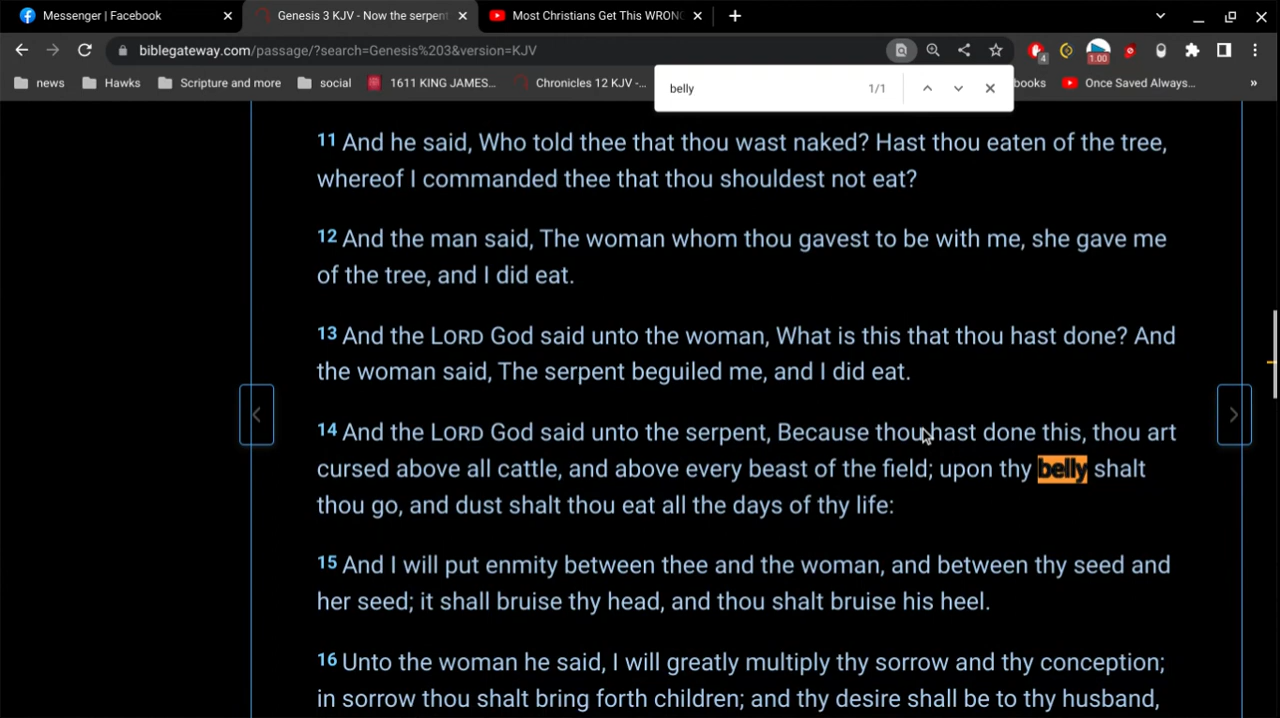 Messenger | Facebook
Genesis 3 KJV - Now the serpent
Most Christians Get This WRONG
biblegateway.com/passage/?search=Genesis%203&version=KJV
4
1.00
news
Hawks
Scripture and more
social
1611 KING JAMES...
Chronicles 12 KJV -...
belly
1/1
books
Once Saved Always...
»
11 And he said, Who told thee that thou wast naked? Hast thou eaten of the tree,
whereof I commanded thee that thou shouldest not eat?
12 And the man said, The woman whom thou gavest to be with me, she gave me
of the tree, and I did eat.
13 And the LORD God said unto the woman, What is this that thou hast done? And
the woman said, The serpent beguiled me, and I did eat.
14 And the LORD God said unto the serpent, Because thou hast done this, thou art
cursed above all cattle, and above every beast of the field; upon thy belly shalt
thou go, and dust shalt thou eat all the days of thy life:
15 And I will put enmity between thee and the woman, and between thy seed and
her seed; it shall bruise thy head, and thou shalt bruise his heel.
16 Unto the woman he said, I will greatly multiply thy sorrow and thy conception;
in sorrow thou shalt bring forth children; and thy desire shall be to thy husband,